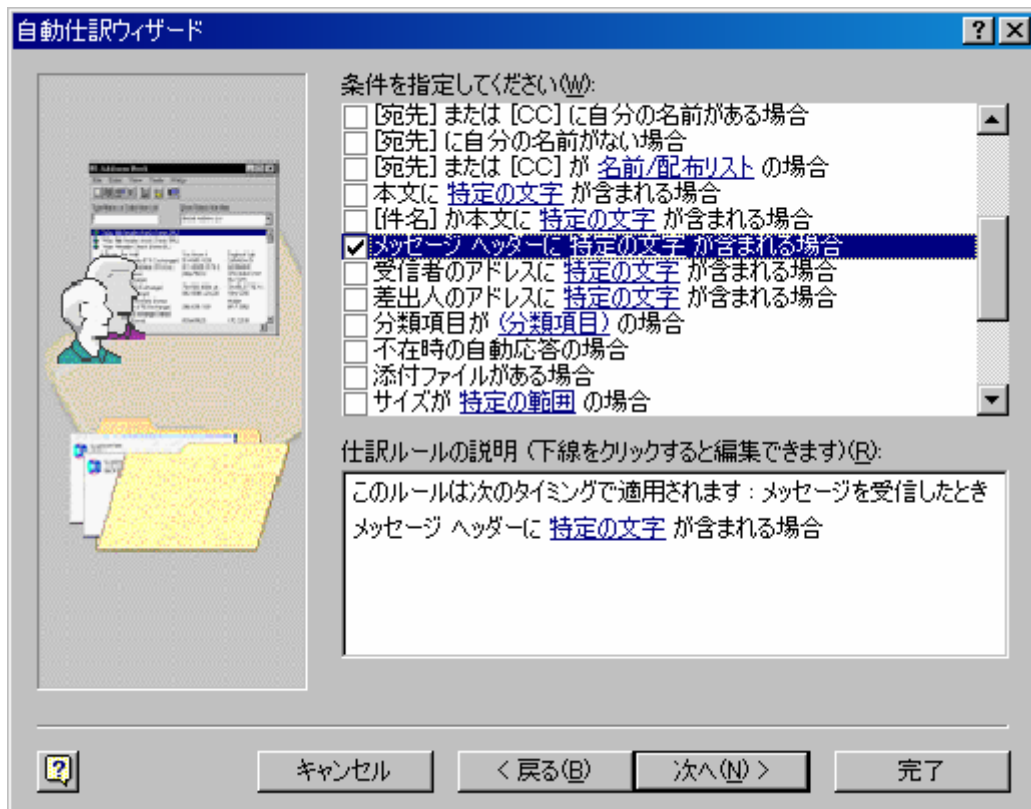 自動仕訳ウィザード
条件を指定してください(W):
[宛先] または [CC] に自分の名前がある場合
[宛先] に自分の名前がない場合
[宛先] または [CC] が 名前/配布リスト の場合
本文に 特定の文字 が含まれる場合
[件名] か本文に 特定の文字 が含まれる場合
メッセージ ヘッダーに 特定の文字 が含まれる場合
受信者のアドレスに 特定の文字 が含まれる場合
差出人のアドレスに 特定の文字 が含まれる場合
分類項目が (分類項目) の場合
不在時の自動応答の場合
添付ファイルがある場合
サイズが 特定の範囲 の場合
仕訳ルールの説明 (下線をクリックすると編集できます)(R):
このルールは次のタイミングで適用されます : メッセージを受信したとき
メッセージ ヘッダーに 特定の文字 が含まれる場合
キャンセル
< 戻る(B)
次へ(N) >
完了